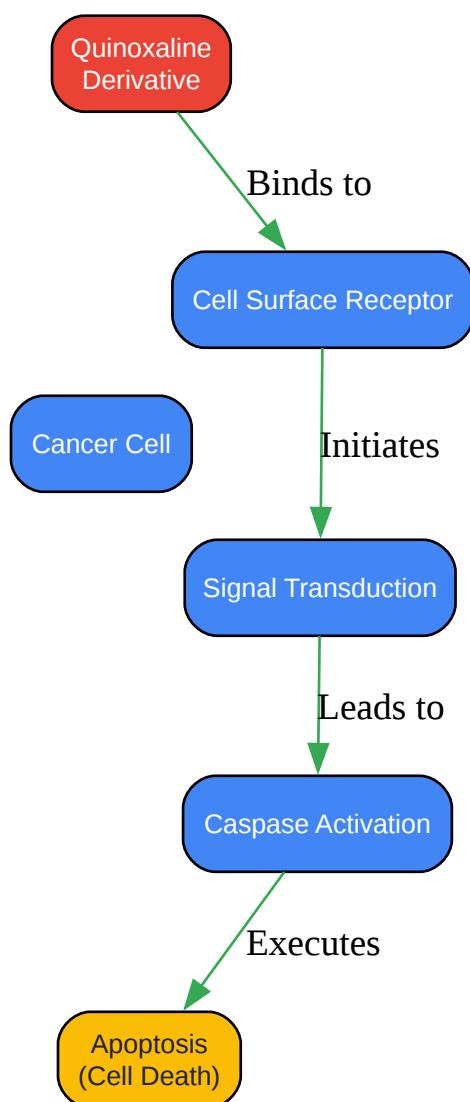 Quinoxaline
Derivative
Binds to
Cell Surface Receptor
Cancer Cell
Initiates
Signal Transduction
Leads to
Caspase Activation
Executes
Apoptosis
(Cell Death)